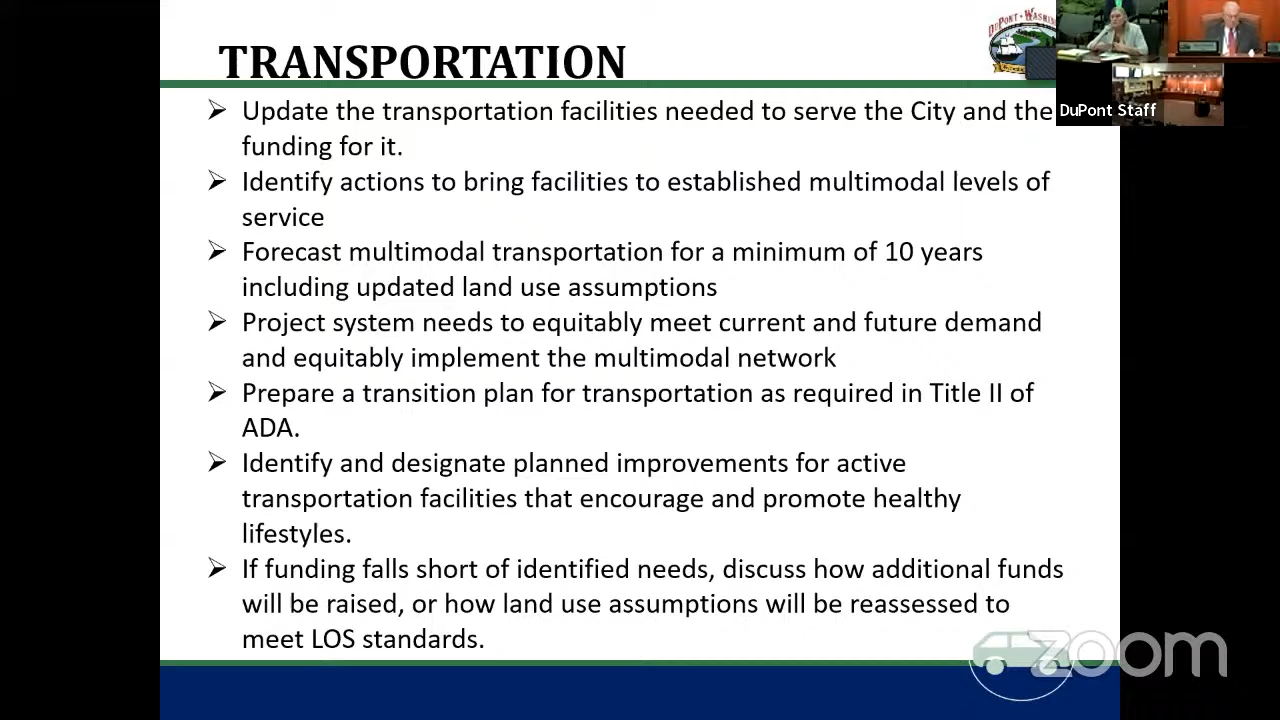 TRANSPORTATION
DUPONT WASHI
DuPont Staff
➢ Update the transportation facilities needed to serve the City and the
funding for it.
➢ Identify actions to bring facilities to established multimodal levels of
service
➢ Forecast multimodal transportation for a minimum of 10 years
including updated land use assumptions
➢ Project system needs to equitably meet current and future demand
and equitably implement the multimodal network
➢ Prepare a transition plan for transportation as required in Title II of
ADA.
➢ Identify and designate planned improvements for active
transportation facilities that encourage and promote healthy
lifestyles.
➢ If funding falls short of identified needs, discuss how additional funds
will be raised, or how land use assumptions will be reassessed to
meet LOS standards.
zoom